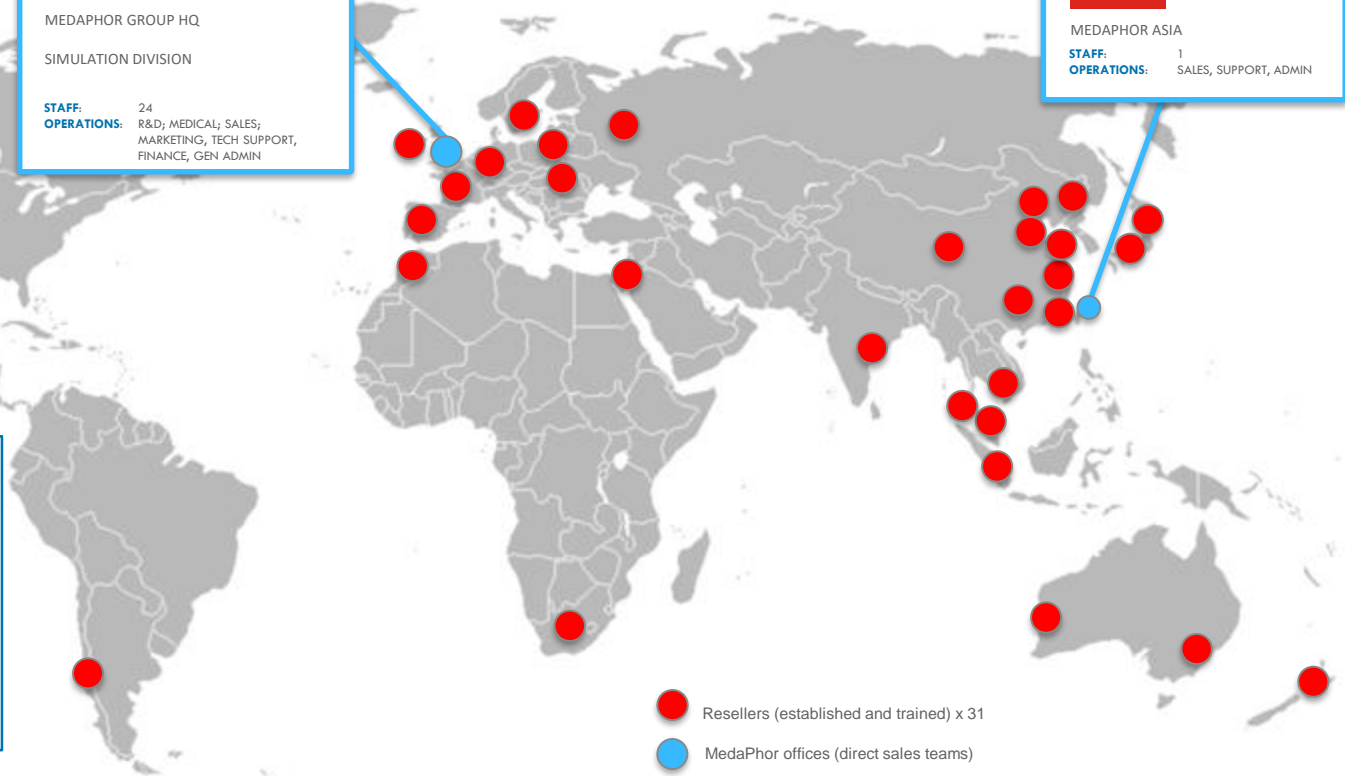 MEDAPHOR GROUP HQ
SIMULATION DIVISION
STAFF: 24
OPERATIONS: R&D; MEDICAL; SALES;
MARKETING, TECH SUPPORT,
FINANCE, GEN ADMIN
MEDAPHOR ASIA
STAFF: 1
OPERATIONS: SALES, SUPPORT, ADMIN
Resellers (established and trained) x 31
MedaPhor offices (direct sales teams)